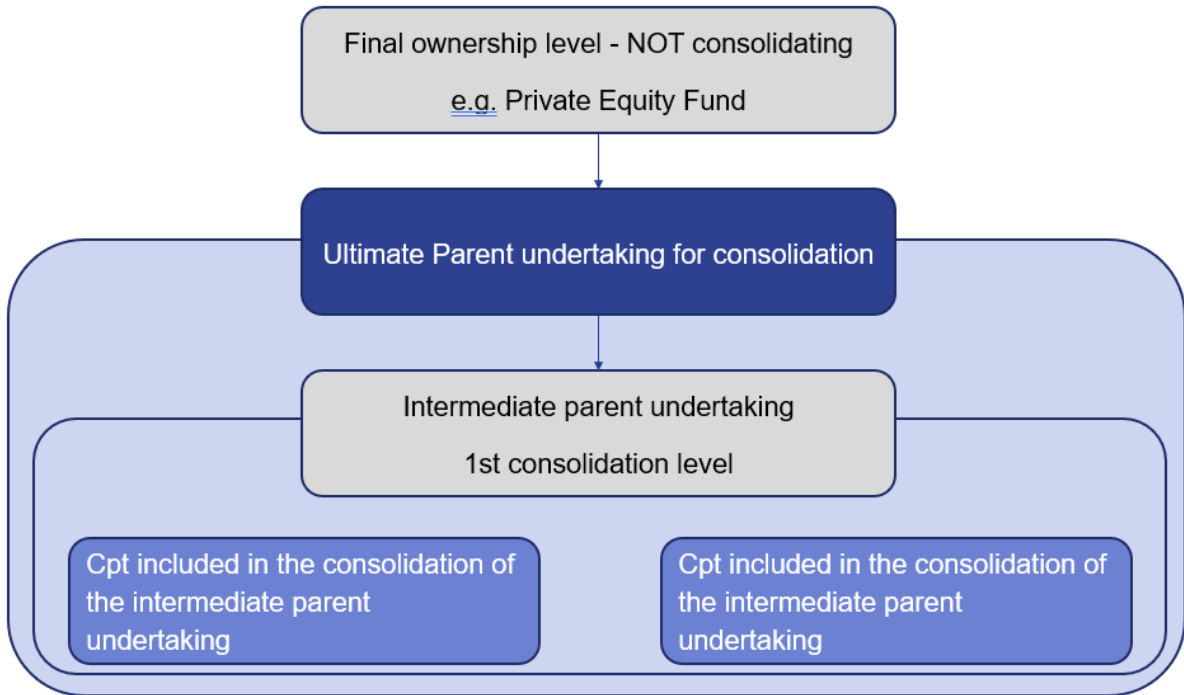 Final ownership level - NOT consolidating
e.g. Private Equity Fund
Ultimate Parent undertaking for consolidation
Intermediate parent undertaking
1st consolidation level
Cpt included in the consolidation of
the intermediate parent
undertaking
Cpt included in the consolidation of
the intermediate parent
undertaking